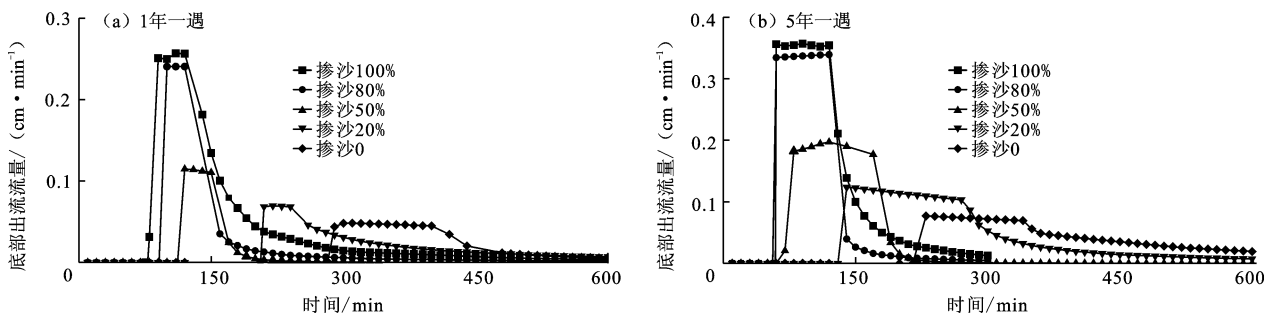 (a) 1年一遇
0.3
0.2
0.1
0
150
300
450
600
底部出流流量/(cm·min⁻¹)
时间/min
掺沙100%
掺沙80%
掺沙50%
掺沙20%
掺沙0
(b) 5年一遇
0.4
0.3
0.2
0.1
0
150
300
450
600
底部出流流量/(cm·min⁻¹)
时间/min
掺沙100%
掺沙80%
掺沙50%
掺沙20%
掺沙0